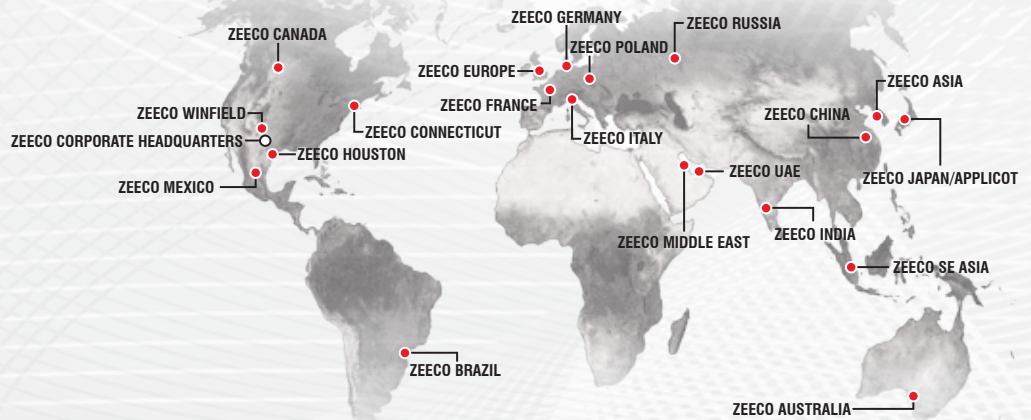 ZEECO CANADA
ZEECO WINFIELD
ZEECO CORPORATE HEADQUARTERS
ZEECO CONNECTICUT
ZEECO HOUSTON
ZEECO MEXICO
ZEECO BRAZIL
ZEECO GERMANY
ZEECO RUSSIA
ZEECO POLAND
ZEECO EUROPE
ZEECO FRANCE
ZEECO ITALY
ZEECO ASIA
ZEECO CHINA
ZEECO JAPAN/APPLICOT
ZEECO UAE
ZEECO MIDDLE EAST
ZEECO INDIA
ZEECO SE ASIA
ZEECO AUSTRALIA